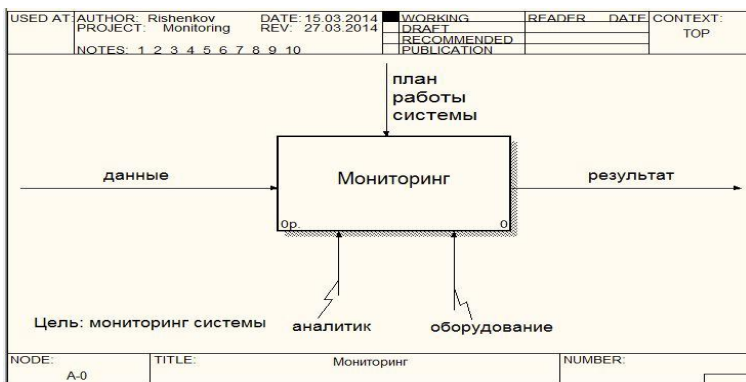 USED AT: AUTHOR: Rishenkov DATE: 15.03.2014 WORKING READER DATE CONTEXT:
PROJECT: Monitoring REV: 27.03.2014 DRAFT
RECOMMENDED
TOP
NOTES: 1 2 3 4 5 6 7 8 9 10 PUBLICATION
план
работы
системы
данные
Мониторинг
результат
0р. 0
Цель: мониторинг системы
аналитик
оборудование
NODE: TITLE: Мониторинг NUMBER:
A-0